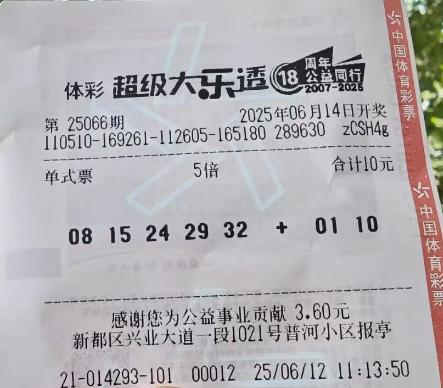 体彩 超级大乐透 18周年公益同行 2007-2025
第 25066期 2025年06月14日开奖
110510-169261-112605-165180 289630 zCSH4g
单式票 5倍 合计10元
08 15 24 29 32 + 01 10
感谢您为公益事业贡献 3.60元
新都区兴业大道一段1021号普河小区报亭
21-014293-101 00012 25/06/12 11:13:50
中国体育彩票
中国体育彩票